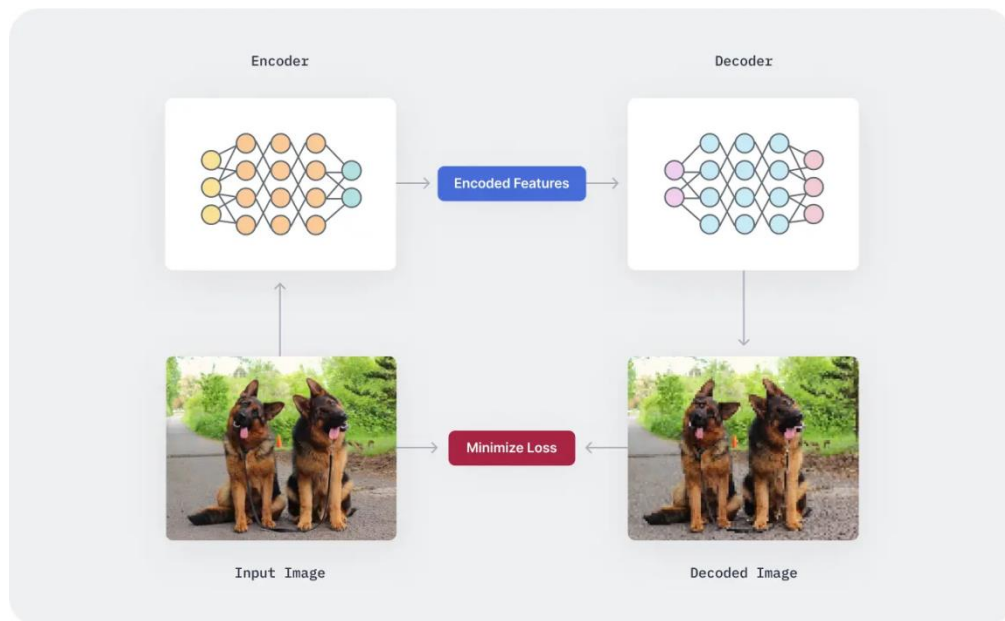 Encoder
Decoder
Encoded Features
Minimize Loss
Input Image
Decoded Image